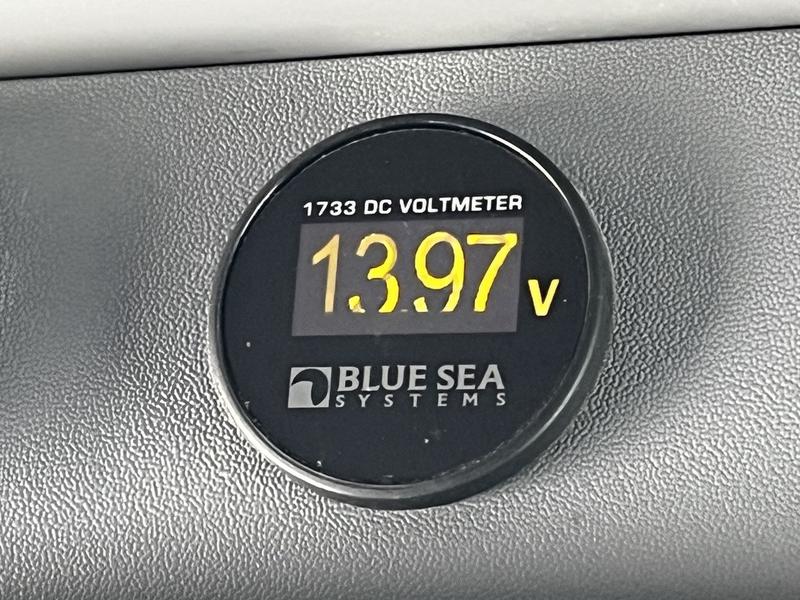 1733 DC VOLTMETER
13.97 V
BLUE SEA
SYSTEMS